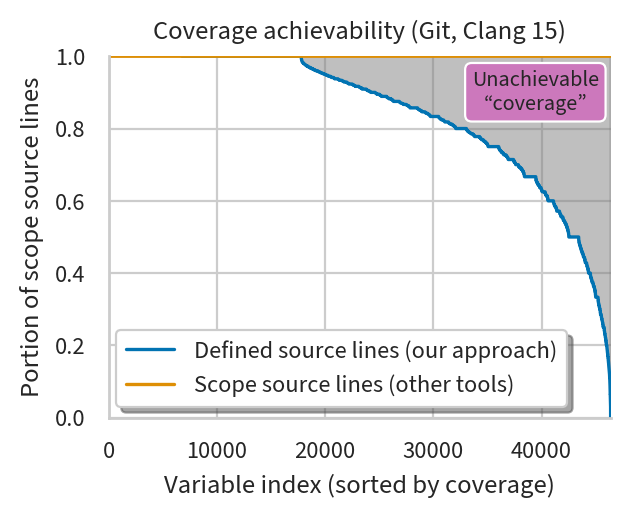 Coverage achievability (Git, Clang 15)
Portion of scope source lines
1.0
0.8
0.6
0.4
0.2
0.0
Unachievable
“coverage”
Defined source lines (our approach)
Scope source lines (other tools)
0
10000
20000
30000
40000
Variable index (sorted by coverage)